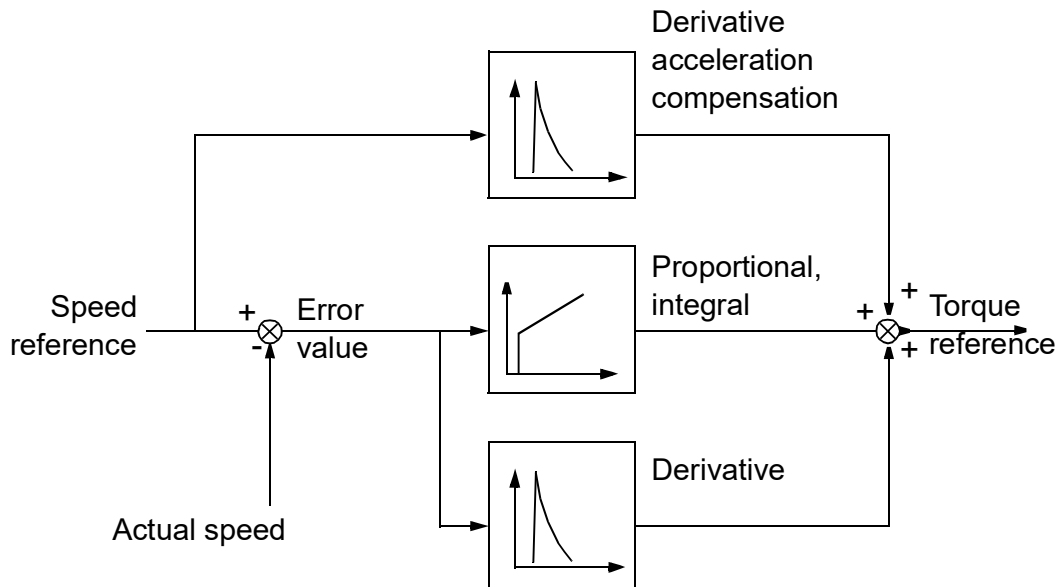 Derivative
acceleration
compensation
Proportional,
integral
Speed
reference
+
-
Error
value
+
+
+
Torque
reference
Derivative
Actual speed